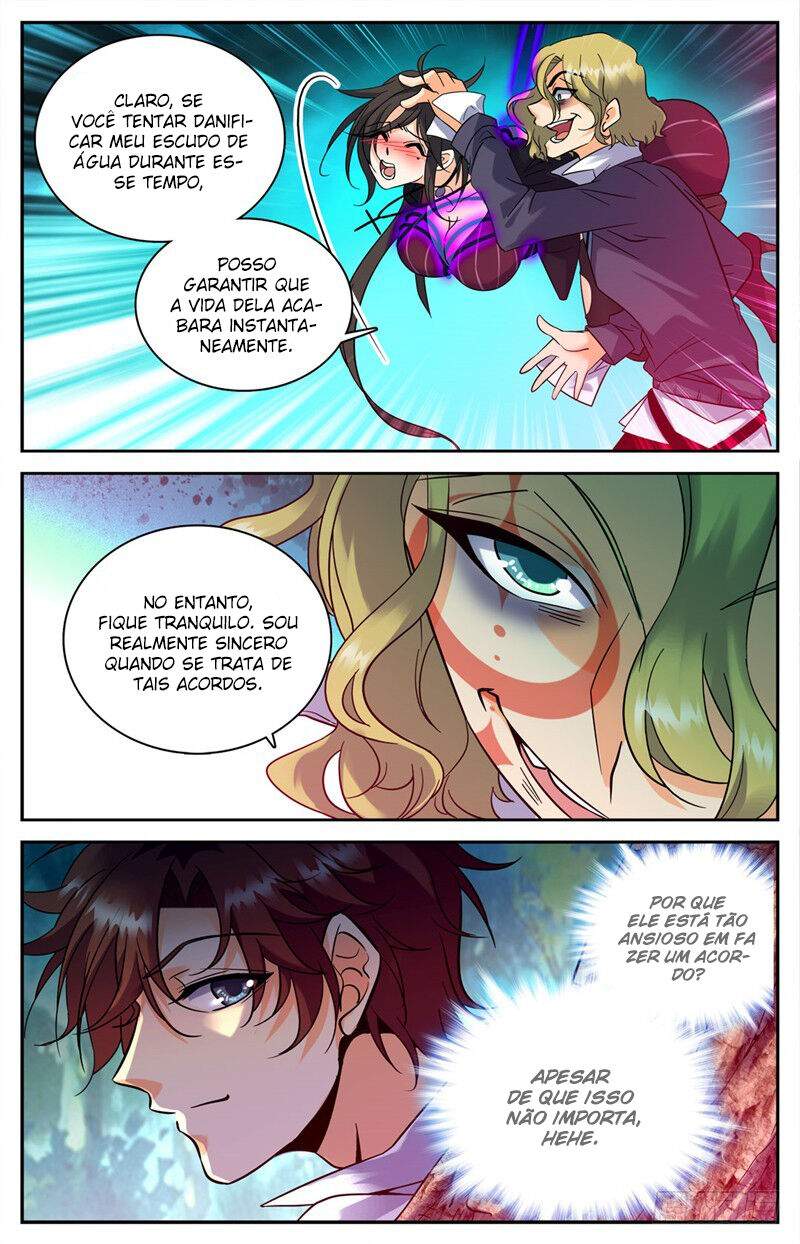 CLARO, SE
VOCÊ TENTAR DANIFI-
CAR MEU ESCUDO DE
ÁGUA DURANTE ES-
SE TEMPO,
POSSO
GARANTIR QUE
A VIDA DELA ACA-
BARA INSTANTA-
NEAMENTE.
NO ENTANTO,
FIQUE TRANQUILO. SOU
REALMENTE SINCERO
QUANDO SE TRATA DE
TAIS ACORDOS.
POR QUE
ELE ESTÁ TÃO
ANSIOSO EM FA
ZER UM ACOR-
DO?
APESAR
DE QUE ISSO
NÃO IMPORTA,
HEHE.